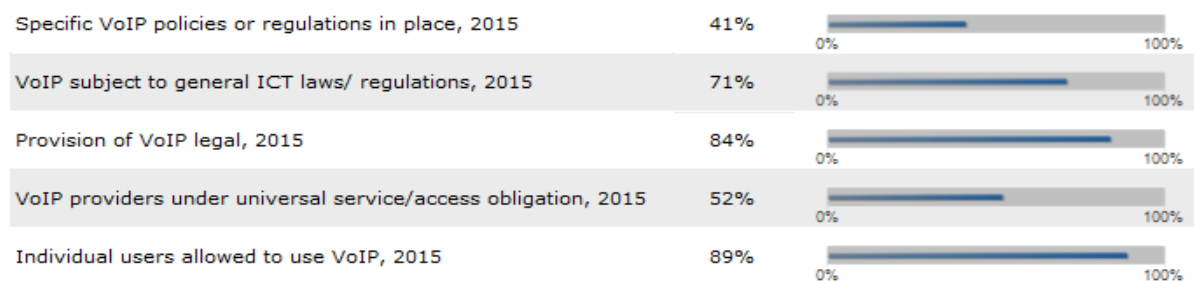 Specific VoIP policies or regulations in place, 2015 41%
0% 100%
VoIP subject to general ICT laws/ regulations, 2015 71%
0% 100%
Provision of VoIP legal, 2015 84%
0% 100%
VoIP providers under universal service/access obligation, 2015 52%
0% 100%
Individual users allowed to use VoIP, 2015 89%
0% 100%